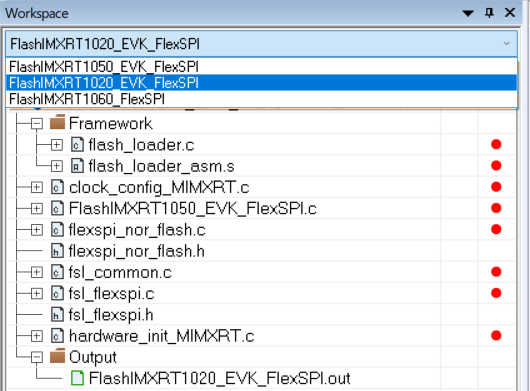 Workspace
FlashIMXRT1020_EVK_FlexSPI
FlashIMXRT1050_EVK_FlexSPI
FlashIMXRT1020_EVK_FlexSPI
FlashIMXRT1060_FlexSPI
Framework
flash_loader.c
flash_loader_asm.s
clock_config_MIMXRT.c
FlashIMXRT1050_EVK_FlexSPI.c
flexspi_nor_flash.c
flexspi_nor_flash.h
fsl_common.c
fsl_flexspi.c
fsl_flexspi.h
hardware_init_MIMXRT.c
Output
FlashIMXRT1020_EVK_FlexSPI.out